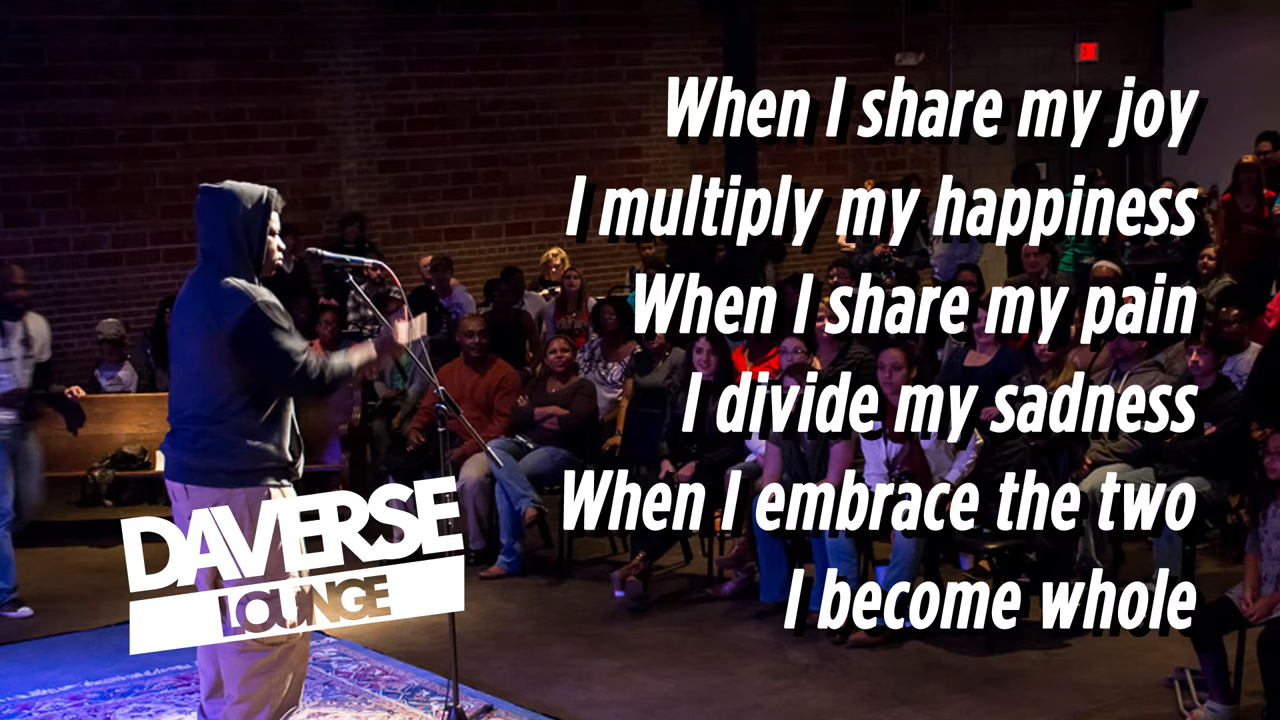 When I share my joy
I multiply my happiness
When I share my pain
I divide my sadness
When I embrace the two
I become whole
DAVERSE
LOUNGE